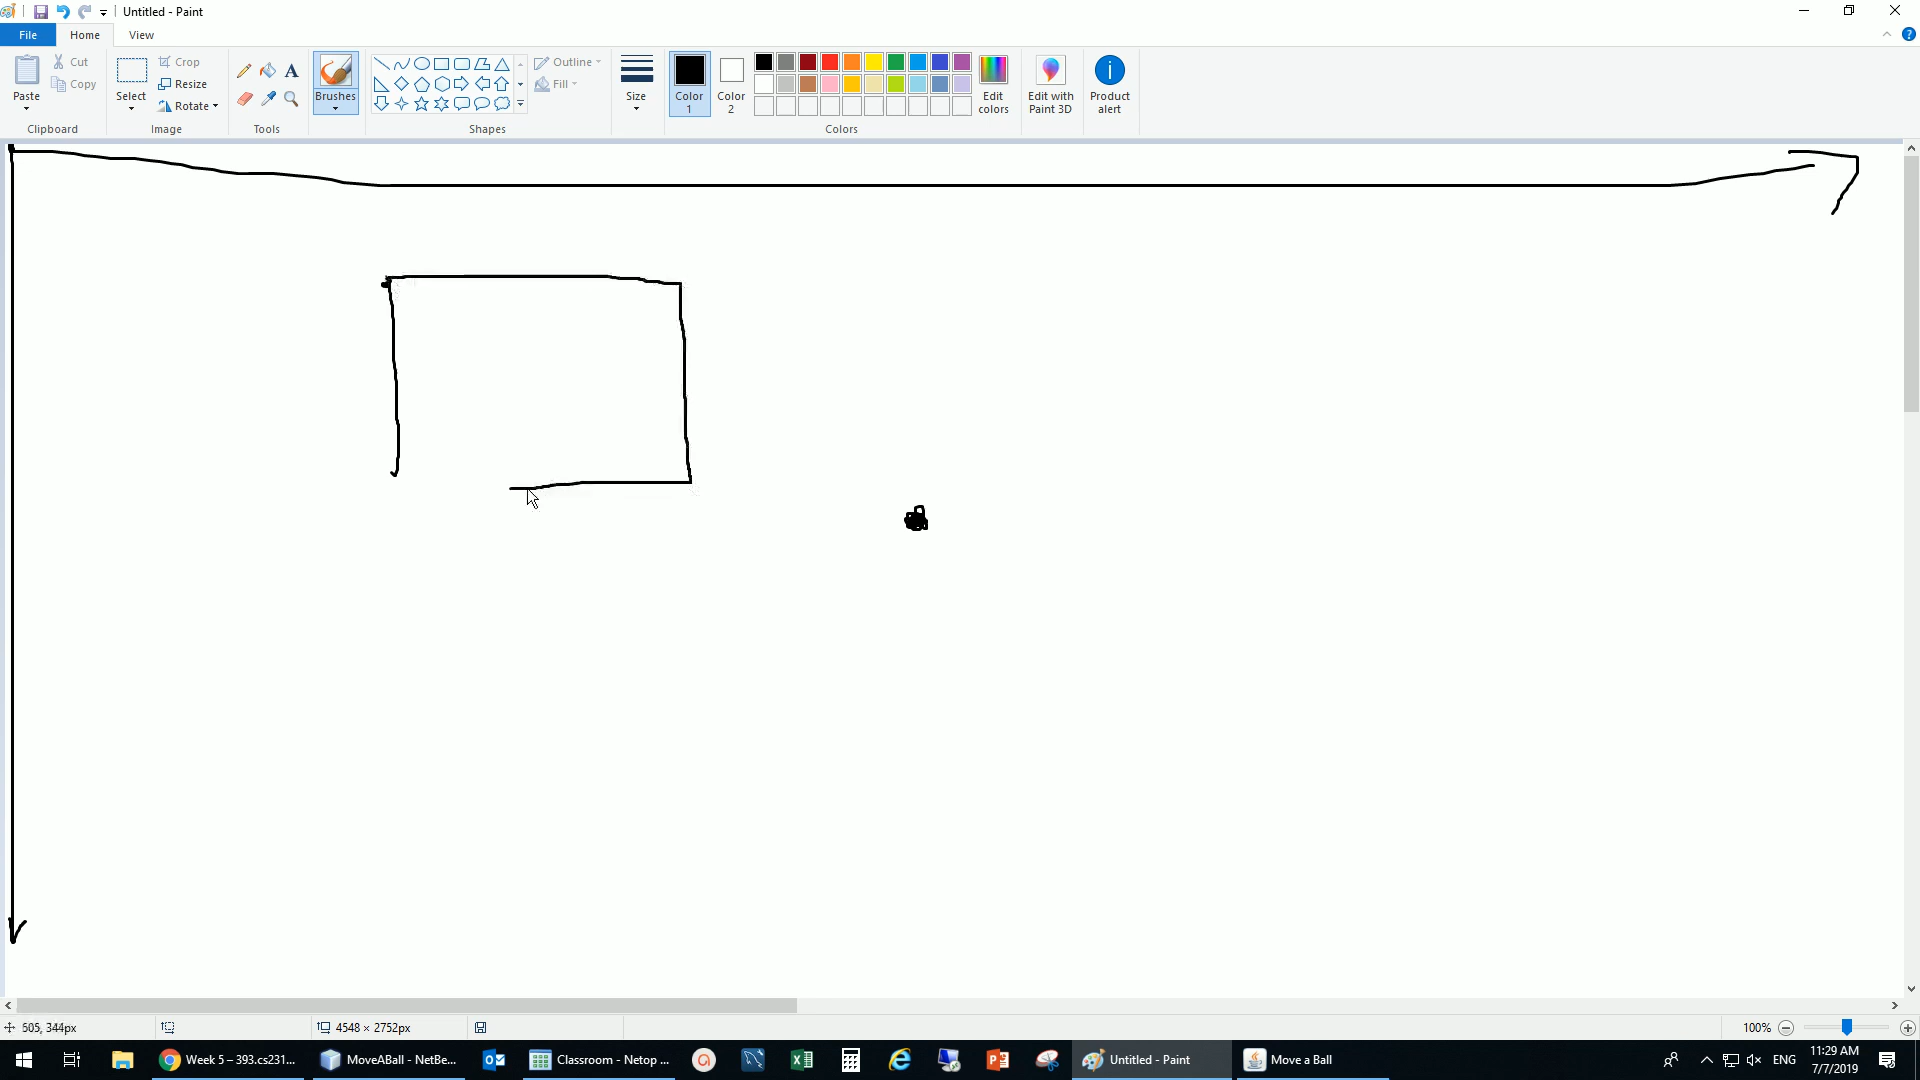 Untitled - Paint
File Home View
Paste
Cut
Copy
Clipboard
Select
Crop
Resize
Rotate
Image
A
Tools
Brushes
Shapes
Outline
Fill
Size
Color 1
Color 2
Edit colors
Colors
Edit with Paint 3D
Product alert
605, 344px
4548 × 2752px
100%
Week 5 – 393.cs231...
MoveABall - NetBe...
Classroom - Netop ...
Untitled - Paint
Move a Ball
ENG
11:29 AM
7/7/2019